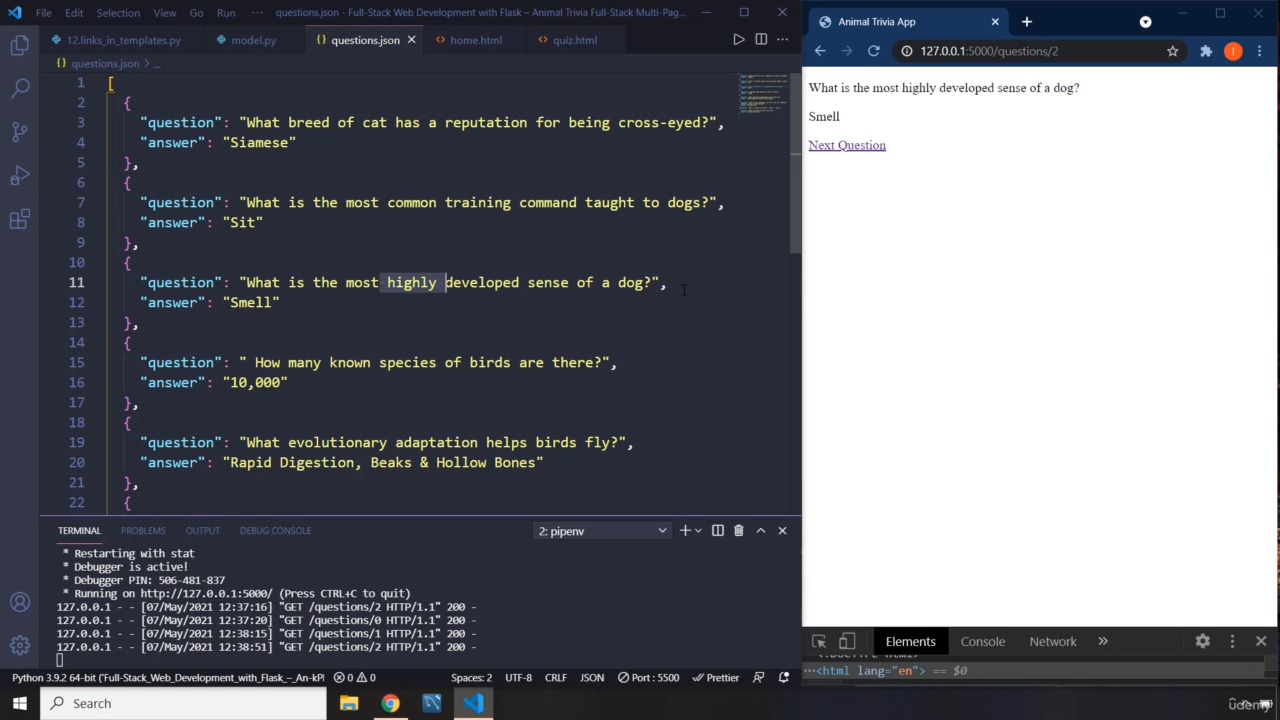 File Edit Selection View Go Run ··· questions.json - Full-Stack Web Development with Flask – Animal Trivia Full-Stack Multi-Pag...
12.links_in_templates.py model.py questions.json home.html quiz.html
questions.json > ...
1 [
2 {
3 "question": "What breed of cat has a reputation for being cross-eyed?",
4 "answer": "Siamese"
5 },
6 {
7 "question": "What is the most common training command taught to dogs?",
8 "answer": "Sit"
9 },
10 {
11 "question": "What is the most highly developed sense of a dog?",
12 "answer": "Smell"
13 },
14 {
15 "question": " How many known species of birds are there?",
16 "answer": "10,000"
17 },
18 {
19 "question": "What evolutionary adaptation helps birds fly?",
20 "answer": "Rapid Digestion, Beaks & Hollow Bones"
21 },
22 {
TERMINAL PROBLEMS OUTPUT DEBUG CONSOLE 2: pipenv
* Restarting with stat
* Debugger is active!
* Debugger PIN: 506-481-837
* Running on http://127.0.0.1:5000/ (Press CTRL+C to quit)
127.0.0.1 - - [07/May/2021 12:37:16] "GET /questions/2 HTTP/1.1" 200 -
127.0.0.1 - - [07/May/2021 12:37:20] "GET /questions/0 HTTP/1.1" 200 -
127.0.0.1 - - [07/May/2021 12:38:15] "GET /questions/1 HTTP/1.1" 200 -
127.0.0.1 - - [07/May/2021 12:38:51] "GET /questions/2 HTTP/1.1" 200 -
Spaces: 2 UTF-8 CRLF JSON Port : 5500 Prettier
Search
Animal Trivia App
127.0.0.1:5000/questions/2
What is the most highly developed sense of a dog?
Smell
Next Question
Elements Console Network »
<html lang="en"> == $0
udemy